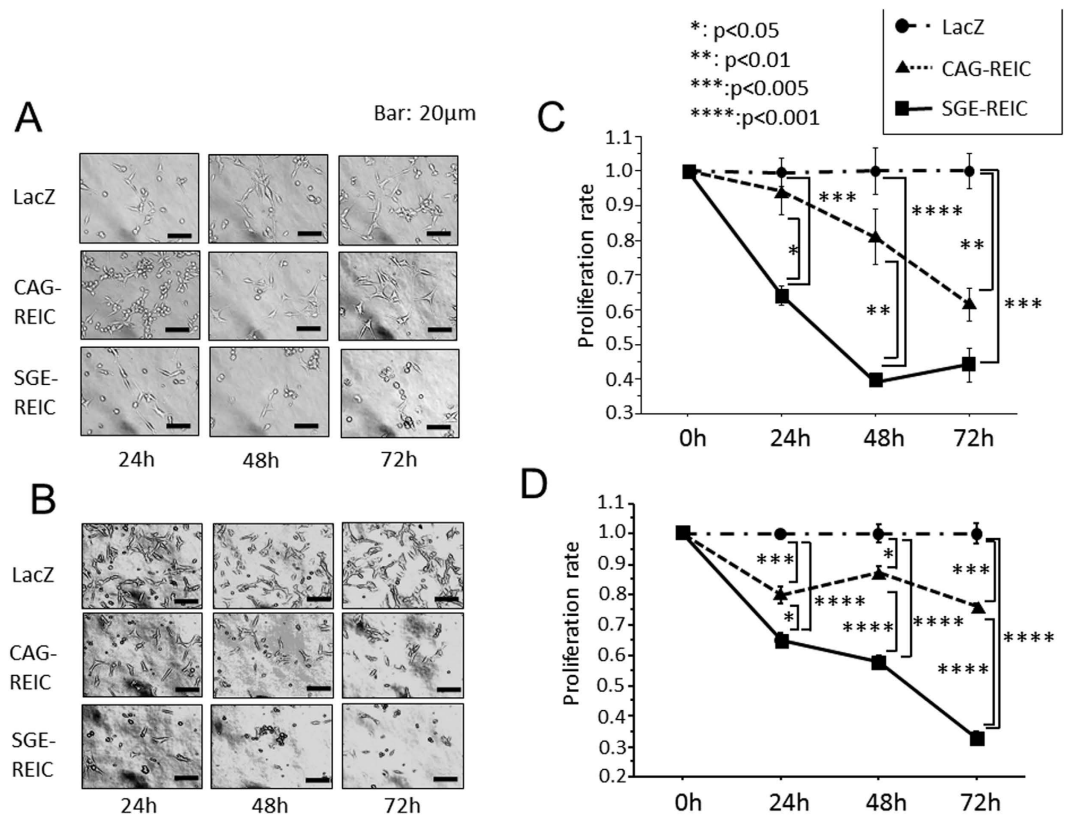 A
Bar: 20μm
LacZ
CAG-
REIC
SGE-
REIC
24h
48h
72h
B
LacZ
CAG-
REIC
SGE-
REIC
24h
48h
72h
*: p<0.05
**: p<0.01
***:p<0.005
****:p<0.001
LacZ
CAG-REIC
SGE-REIC
C
Proliferation rate
1.1
1.0
0.9
0.8
0.7
0.6
0.5
0.4
0.3
0h
24h
48h
72h
***
*
****
**
**
***
D
Proliferation rate
1.1
1.0
0.9
0.8
0.7
0.6
0.5
0.4
0.3
0.2
0h
24h
48h
72h
***
*
****
*
****
****
***
****
****